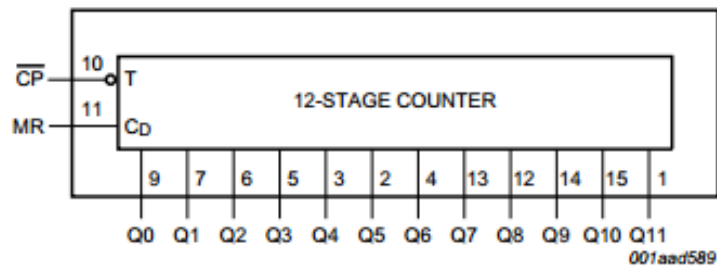 10
C̅P̅ T
12-STAGE COUNTER
11
MR CD
9 7 6 5 3 2 4 13 12 14 15 1
Q0 Q1 Q2 Q3 Q4 Q5 Q6 Q7 Q8 Q9 Q10 Q11
001aad589